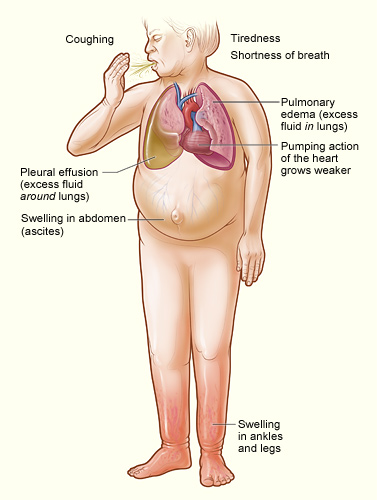 Coughing
Tiredness
Shortness of breath
Pulmonary
edema (excess
fluid in lungs)
Pumping action
of the heart
grows weaker
Pleural effusion
(excess fluid
around lungs)
Swelling in abdomen
(ascites)
Swelling
in ankles
and legs